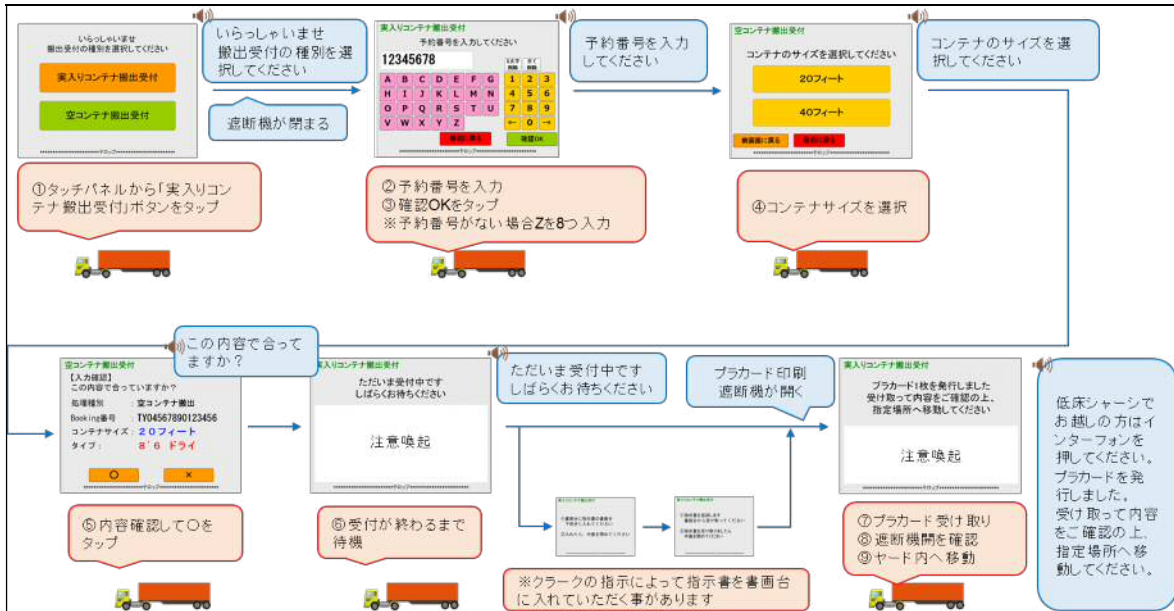 いらっしゃいませ
搬出受付の種別を選択してください
実入りコンテナ搬出受付
空コンテナ搬出受付
いらっしゃいませ
搬出受付の種別を選
択してください
遮断機が閉まる
①タッチパネルから「実入りコン
テナ搬出受付」ボタンをタップ
実入りコンテナ搬出受付
予約番号を入力してください
12345678
A B C D E F G
H I J K L M N
O P Q R S T U
V W X Y Z
1 2 3
4 5 6
7 8 9
← 0 →
最初に戻る
確認OK
予約番号を入力
してください
②予約番号を入力
③確認OKをタップ
※予約番号がない場合Zを8つ入力
空コンテナ搬出受付
コンテナのサイズを選択してください
20フィート
40フィート
前画面に戻る
最初に戻る
コンテナのサイズを選
択してください
④コンテナサイズを選択
この内容で合って
ますか?
空コンテナ搬出受付
【入力確認】
この内容で合っていますか?
処理種別 : 空コンテナ搬出
Booking番号 : TY04567890123456
コンテナサイズ : 20フィート
タイプ : 8'6 ドライ
○ ×
⑤内容確認して○を
タップ
実入りコンテナ搬出受付
ただいま受付中です
しばらくお待ちください
注意喚起
⑥受付が終わるまで
待機
ただいま受付中です
しばらくお待ちください
プラカード印刷
遮断機が開く
※クラークの指示によって指示書を書画台
に入れていただく事があります
実入りコンテナ搬出受付
プラカード1枚を発行しました
受け取って内容をご確認の上、
指定場所へ移動してください
注意喚起
⑦プラカード受け取り
⑧遮断機開を確認
⑨ヤード内へ移動
低床シャーシで
お越しの方はイ
ンターフォンを
押してください。
プラカードを発
行しました。
受け取って内容
をご確認の上、
指定場所へ移
動してください。